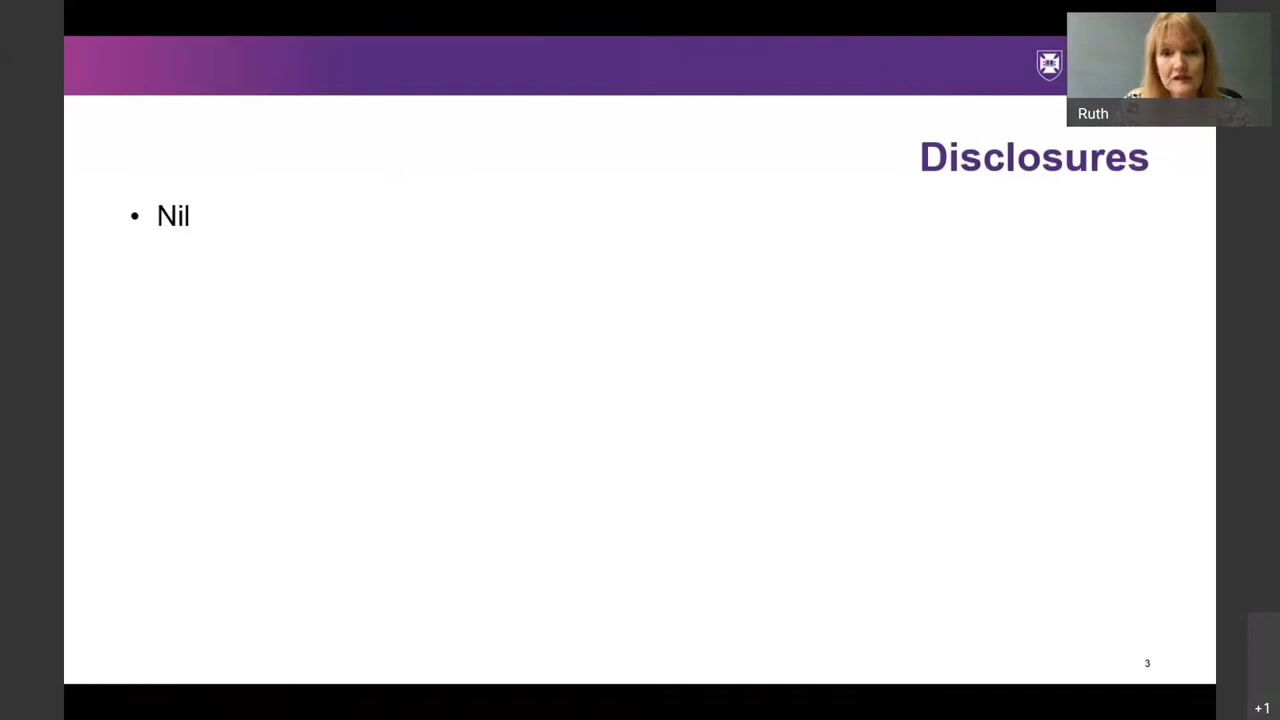 Ruth
Disclosures
• Nil
3
+1